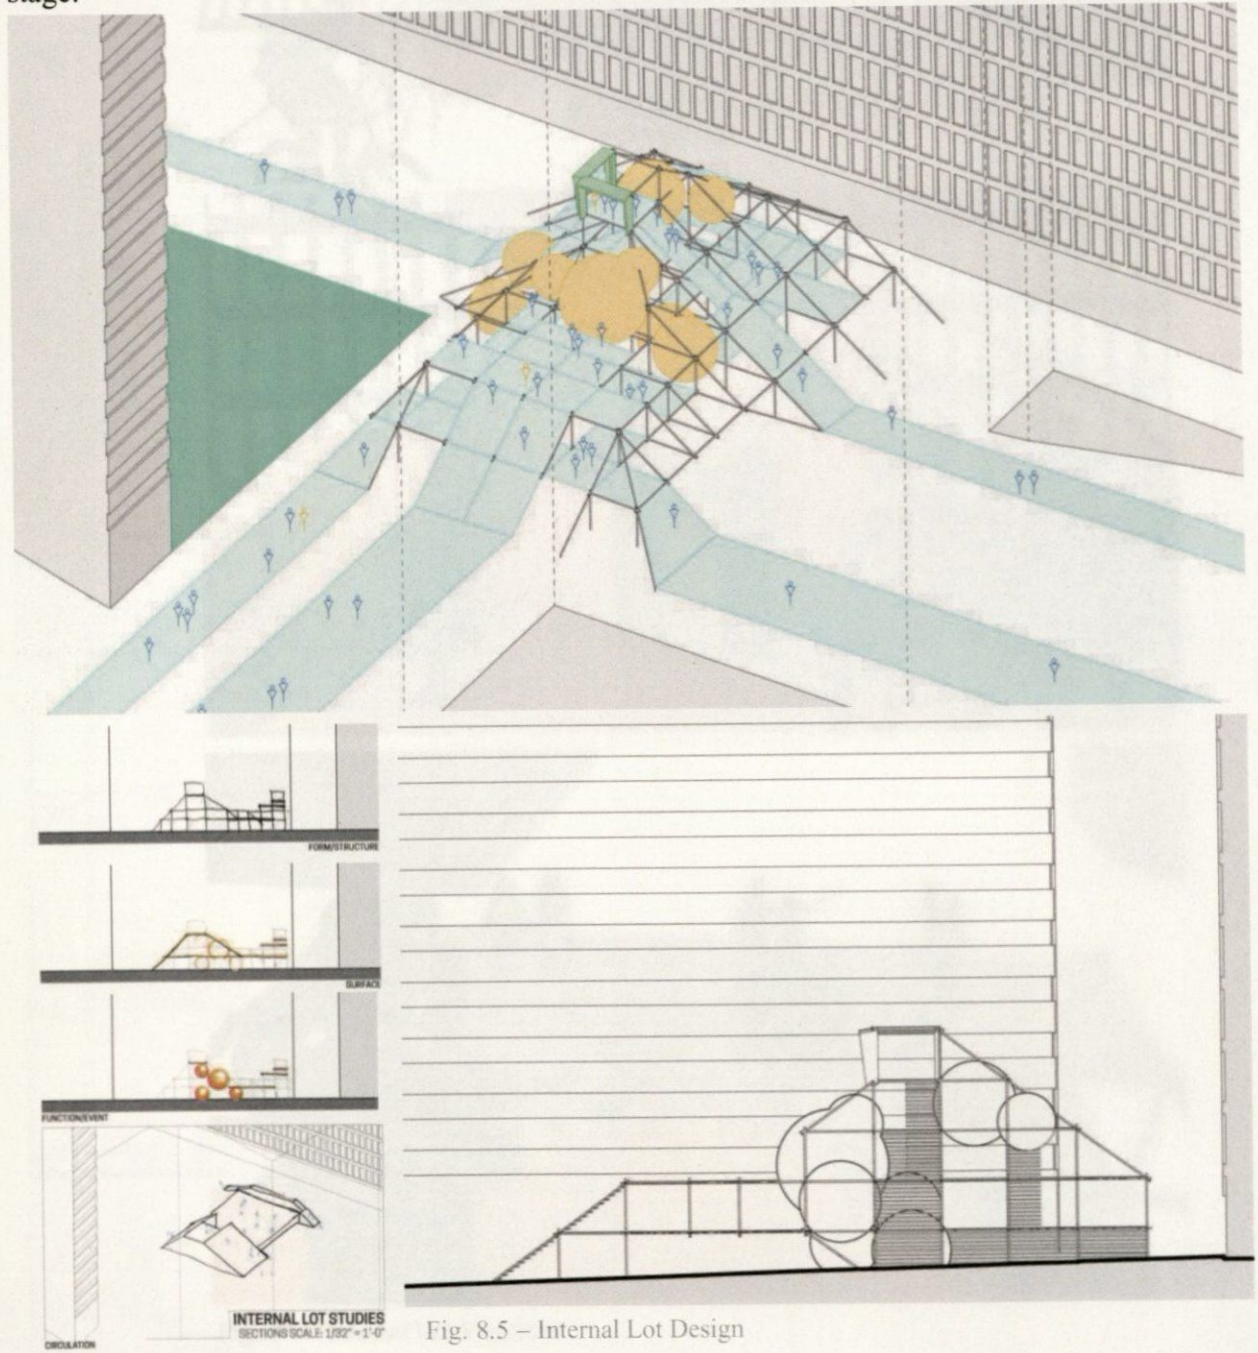 stage.
FORM/STRUCTURE
SURFACE
FUNCTION/EVENT
INTERNAL LOT STUDIES
SECTIONS SCALE: 1/32" = 1'-0"
CIRCULATION
Fig. 8.5 – Internal Lot Design